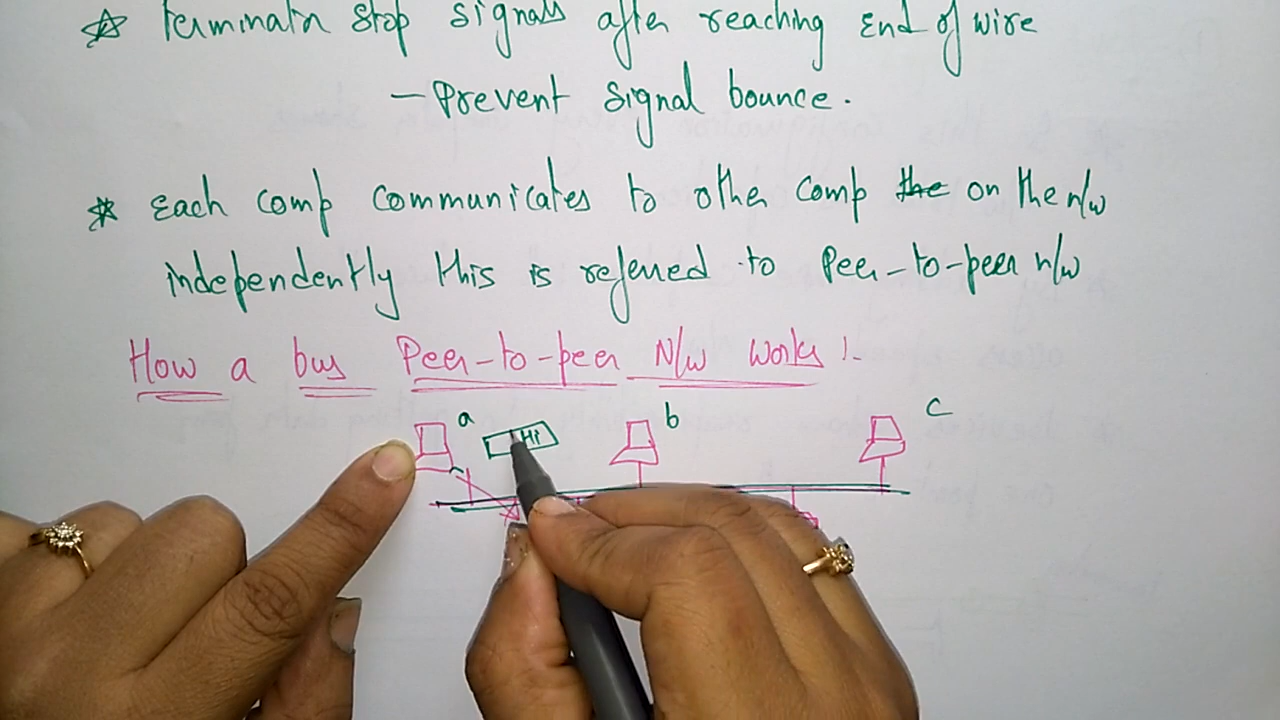 terminator stop signals after reaching end of wire
- Prevent signal bounce.
Each comp communicates to other comp the on the n/w
independently this is referred to Peer-to-peer n/w
How a bus Peer-to-peer N/w works !-
a Hi b c